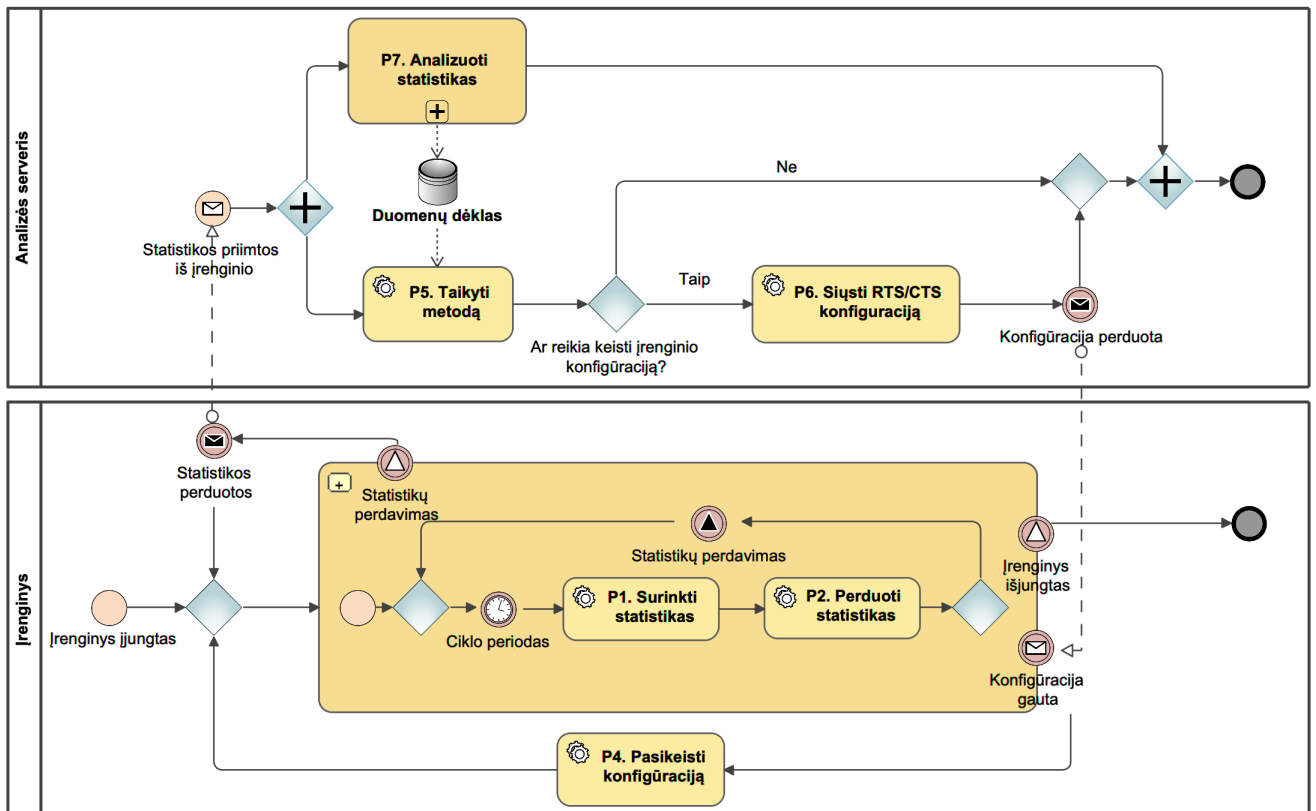 Analizės serveris
P7. Analizuoti
statistikas
Ne
Duomenų dėklas
Statistikos priimtos
iš įrenginio
P5. Taikyti
metodą
Taip
P6. Siųsti RTS/CTS
konfiguraciją
Ar reikia keisti įrenginio
konfigūraciją?
Konfigūracija perduota
Įrenginys
Statistikos
perduotos
Statistikų
perdavimas
Statistikų perdavimas
Įrenginys
išjungtas
P1. Surinkti
statistikas
P2. Perduoti
statistikas
Įrenginys įjungtas
Ciklo periodas
Konfigūracija
gauta
P4. Pasikeisti
konfigūraciją